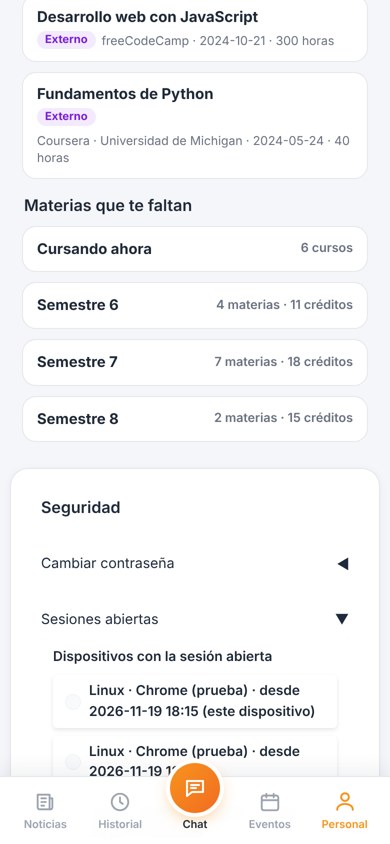 Desarrollo web con JavaScript
Externo freeCodeCamp · 2024-10-21 · 300 horas
Fundamentos de Python
Externo
Coursera · Universidad de Michigan · 2024-05-24 · 40
horas
Materias que te faltan
Cursando ahora 6 cursos
Semestre 6 4 materias · 11 créditos
Semestre 7 7 materias · 18 créditos
Semestre 8 2 materias · 15 créditos
Seguridad
Cambiar contraseña
Sesiones abiertas
Dispositivos con la sesión abierta
Linux · Chrome (prueba) · desde
2026-11-19 18:15 (este dispositivo)
Linux · Chrome (prueba) · desde
2026-11-19
Noticias Historial Chat Eventos Personal